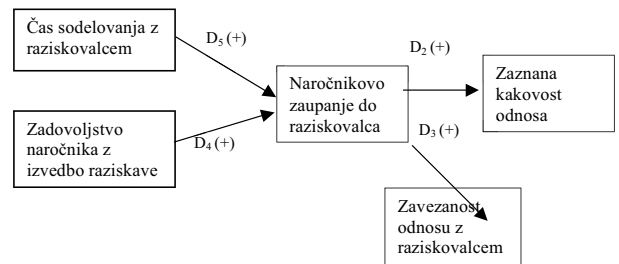 Čas sodelovanja z
raziskovalcem
D5 (+)
D2 (+)
Naročnikovo
zaupanje do
raziskovalca
Zaznana
kakovost
odnosa
Zadovoljstvo
naročnika z
izvedbo raziskave
D4 (+)
D3 (+)
Zavezanost
odnosu z
raziskovalcem